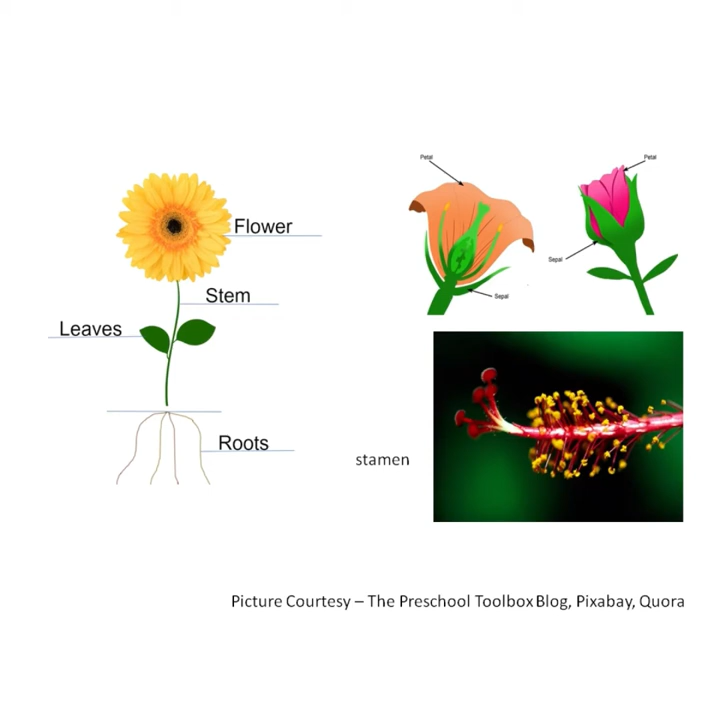 Flower
Stem
Leaves
Roots
Petal
Sepal
Petal
Sepal
stamen
Picture Courtesy – The Preschool Toolbox Blog, Pixabay, Quora